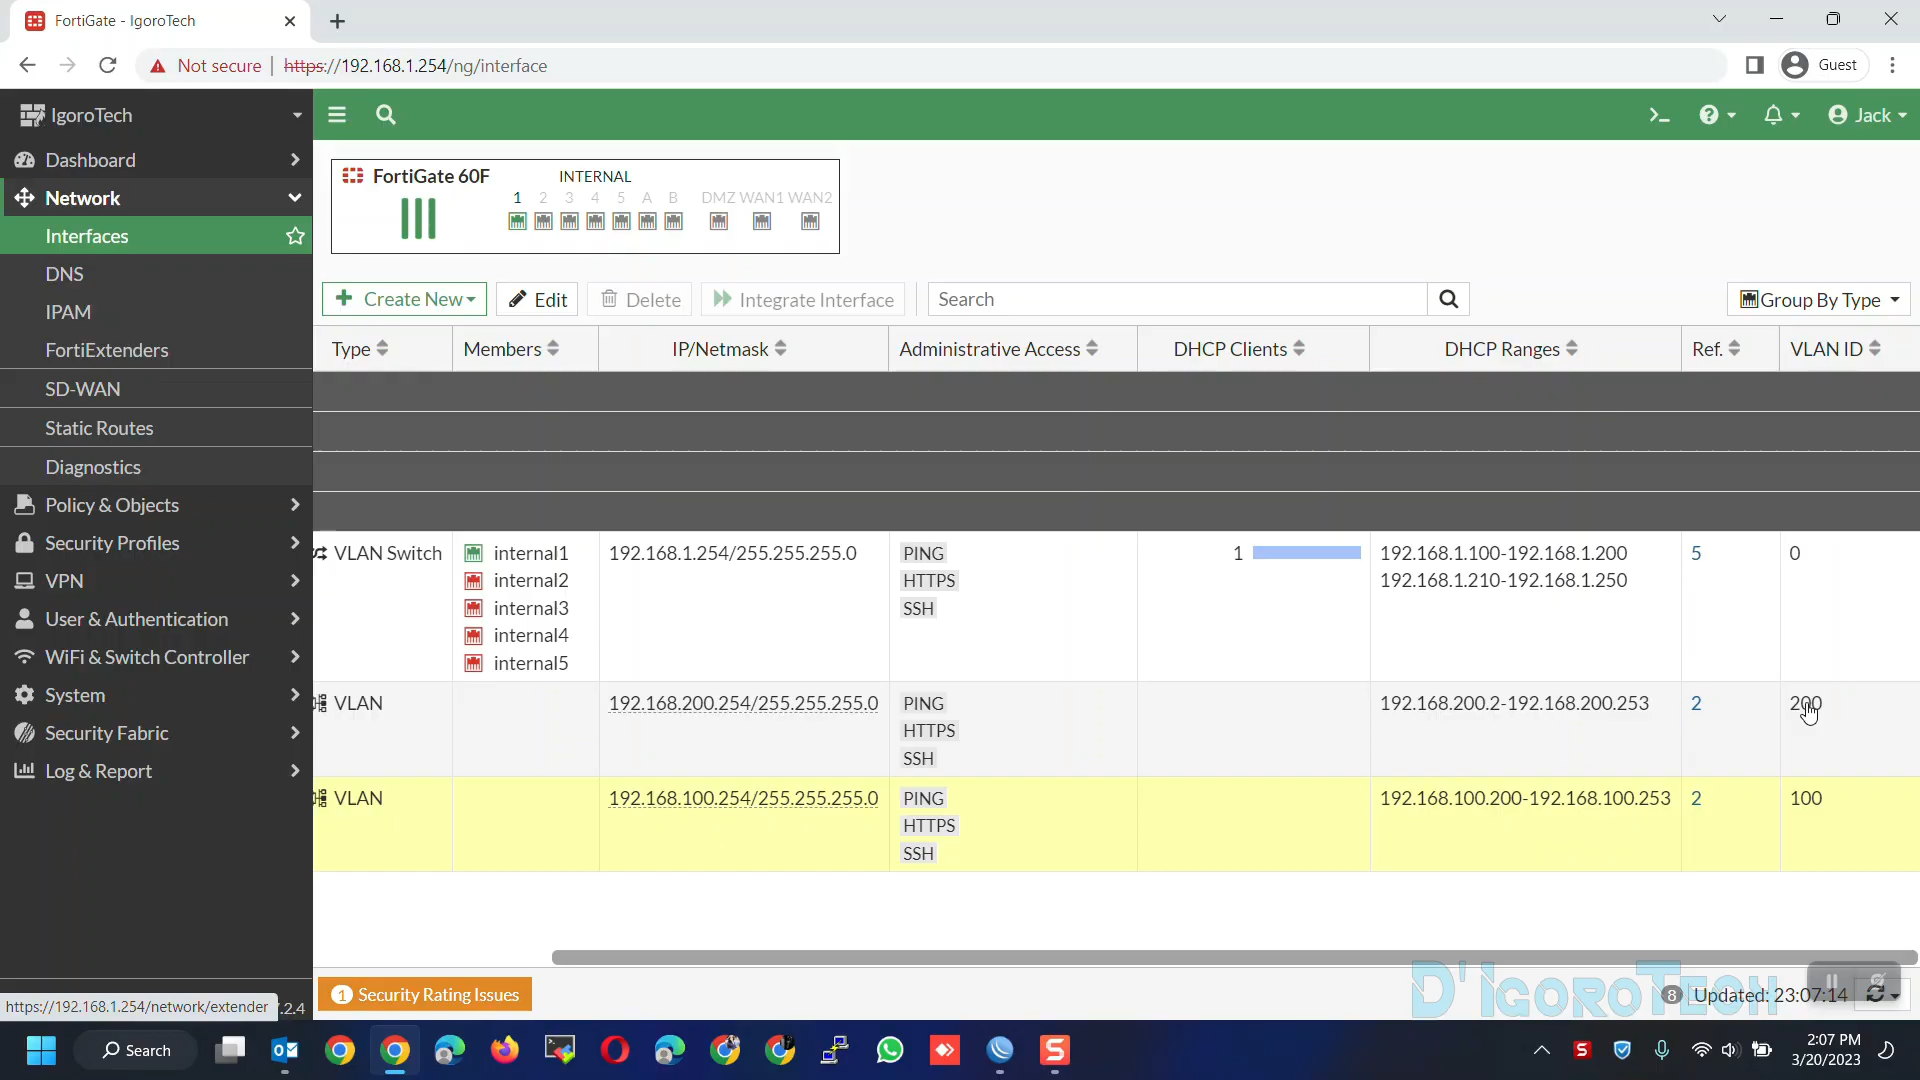 FortiGate - IgoroTech
Not secure | https://192.168.1.254/ng/interface
Guest
IgoroTech
Jack
Dashboard
Network
Interfaces
DNS
IPAM
FortiExtenders
SD-WAN
Static Routes
Diagnostics
Policy & Objects
Security Profiles
VPN
User & Authentication
WiFi & Switch Controller
System
Security Fabric
Log & Report
FortiGate 60F
INTERNAL
1 2 3 4 5 A B DMZ WAN1 WAN2
Create New
Edit
Delete
Integrate Interface
Search
Group By Type
Type Members IP/Netmask Administrative Access DHCP Clients DHCP Ranges Ref. VLAN ID
VLAN Switch internal1 192.168.1.254/255.255.255.0 PING 1 192.168.1.100-192.168.1.200 5 0
internal2 HTTPS 192.168.1.210-192.168.1.250
internal3 SSH
internal4
internal5
VLAN 192.168.200.254/255.255.255.0 PING 192.168.200.2-192.168.200.253 2 200
HTTPS
SSH
VLAN 192.168.100.254/255.255.255.0 PING 192.168.100.200-192.168.100.253 2 100
HTTPS
SSH
https://192.168.1.254/network/extender
.2.4
1 Security Rating Issues
D'IGOROTECH
8 Updated: 23:07:14
Search
2:07 PM
3/20/2023